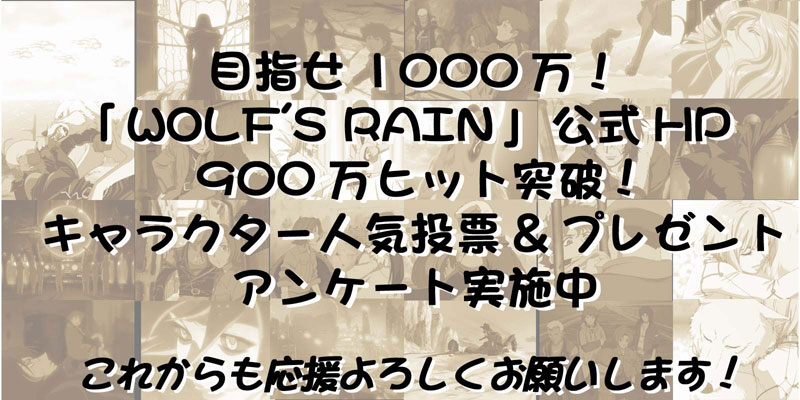 目指せ1000万！
「WOLF'S RAIN」公式HP
900万ヒット突破！
キャラクター人気投票&プレゼント
アンケート実施中
これからも応援よろしくお願いします！